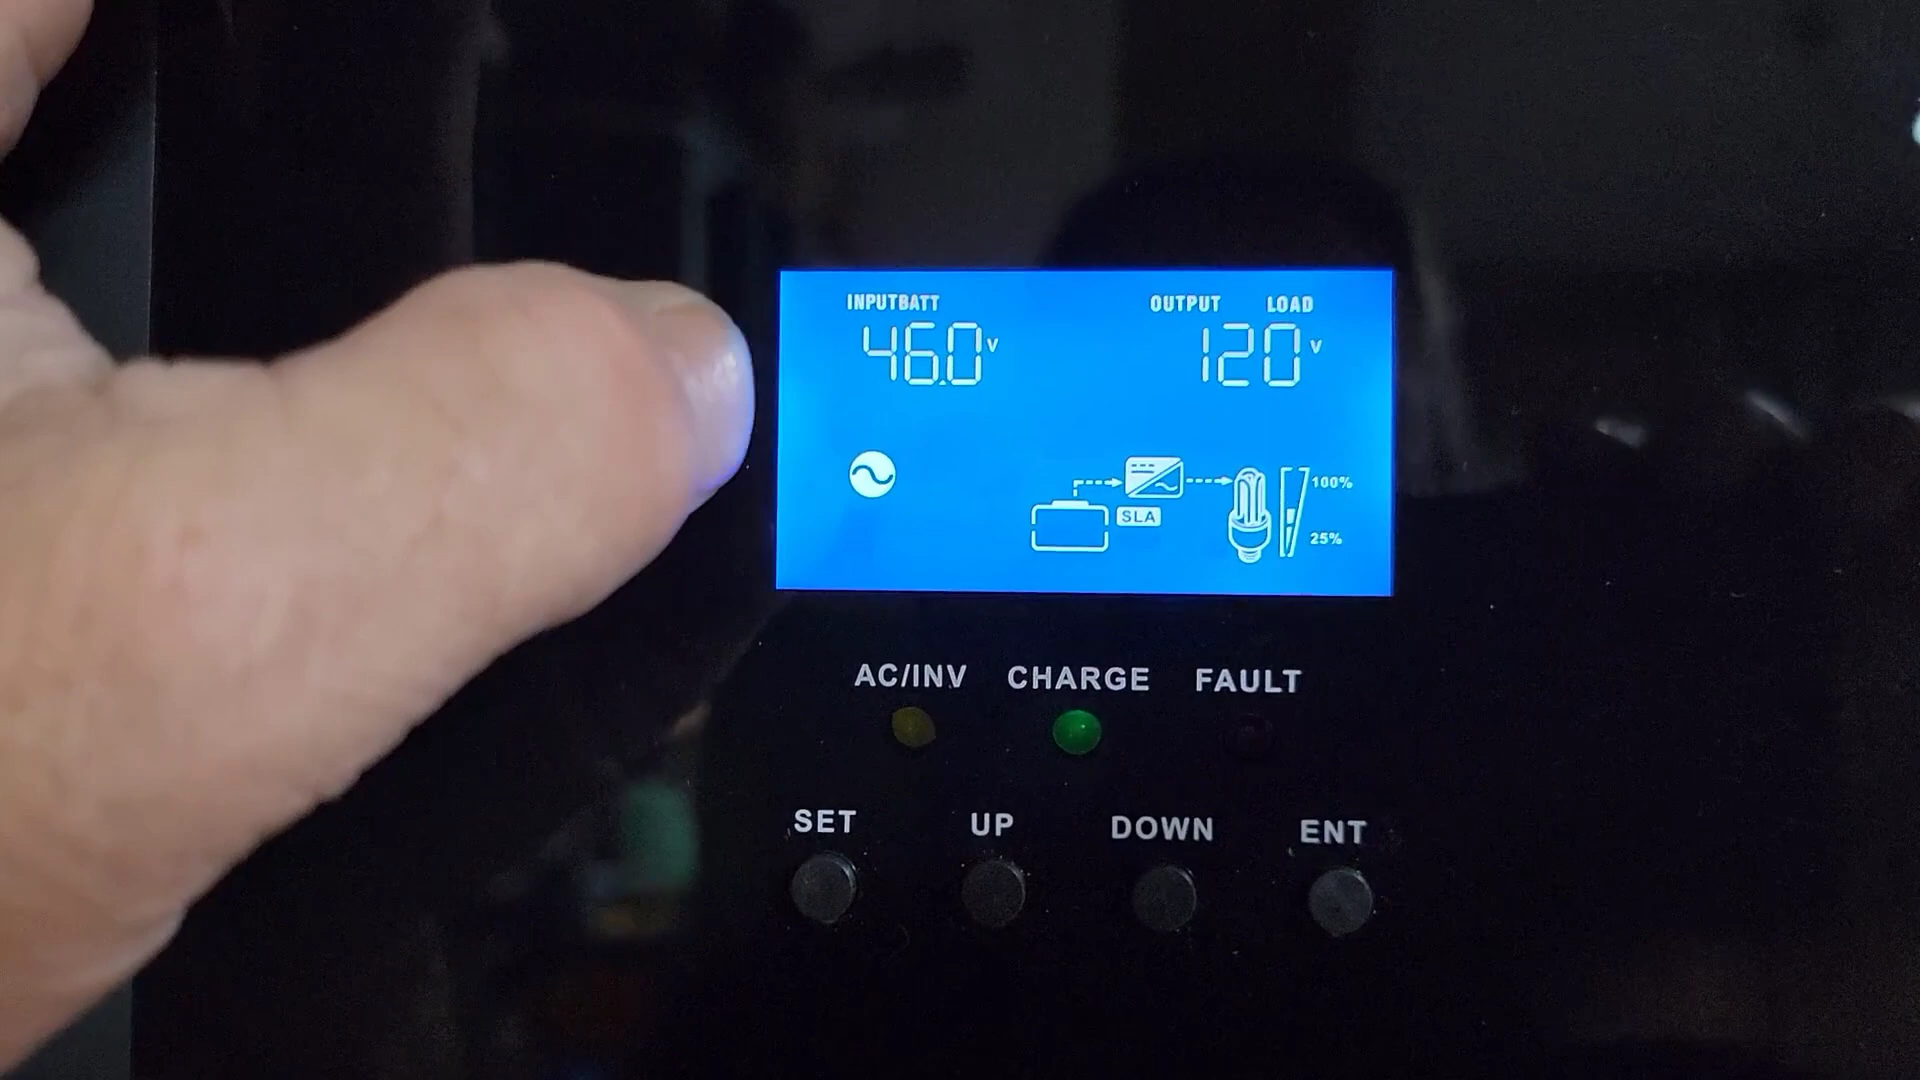 INPUTBATT OUTPUT LOAD
46.0V 120V
100%
SLA
25%
AC/INV CHARGE FAULT
SET UP DOWN ENT